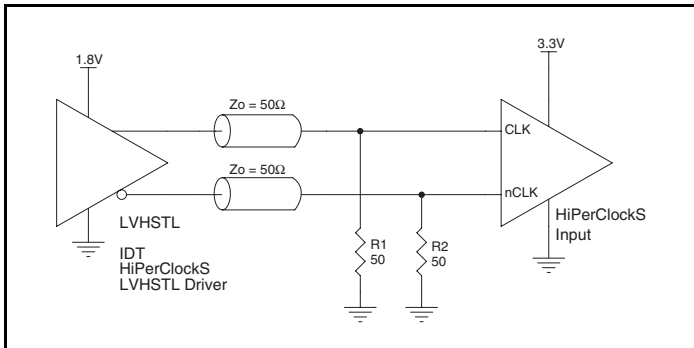 1.8V
3.3V
Zo = 50Ω
CLK
Zo = 50Ω
nCLK
LVHSTL
IDT
HiPerClockS
LVHSTL Driver
R1
50
R2
50
HiPerClockS
Input